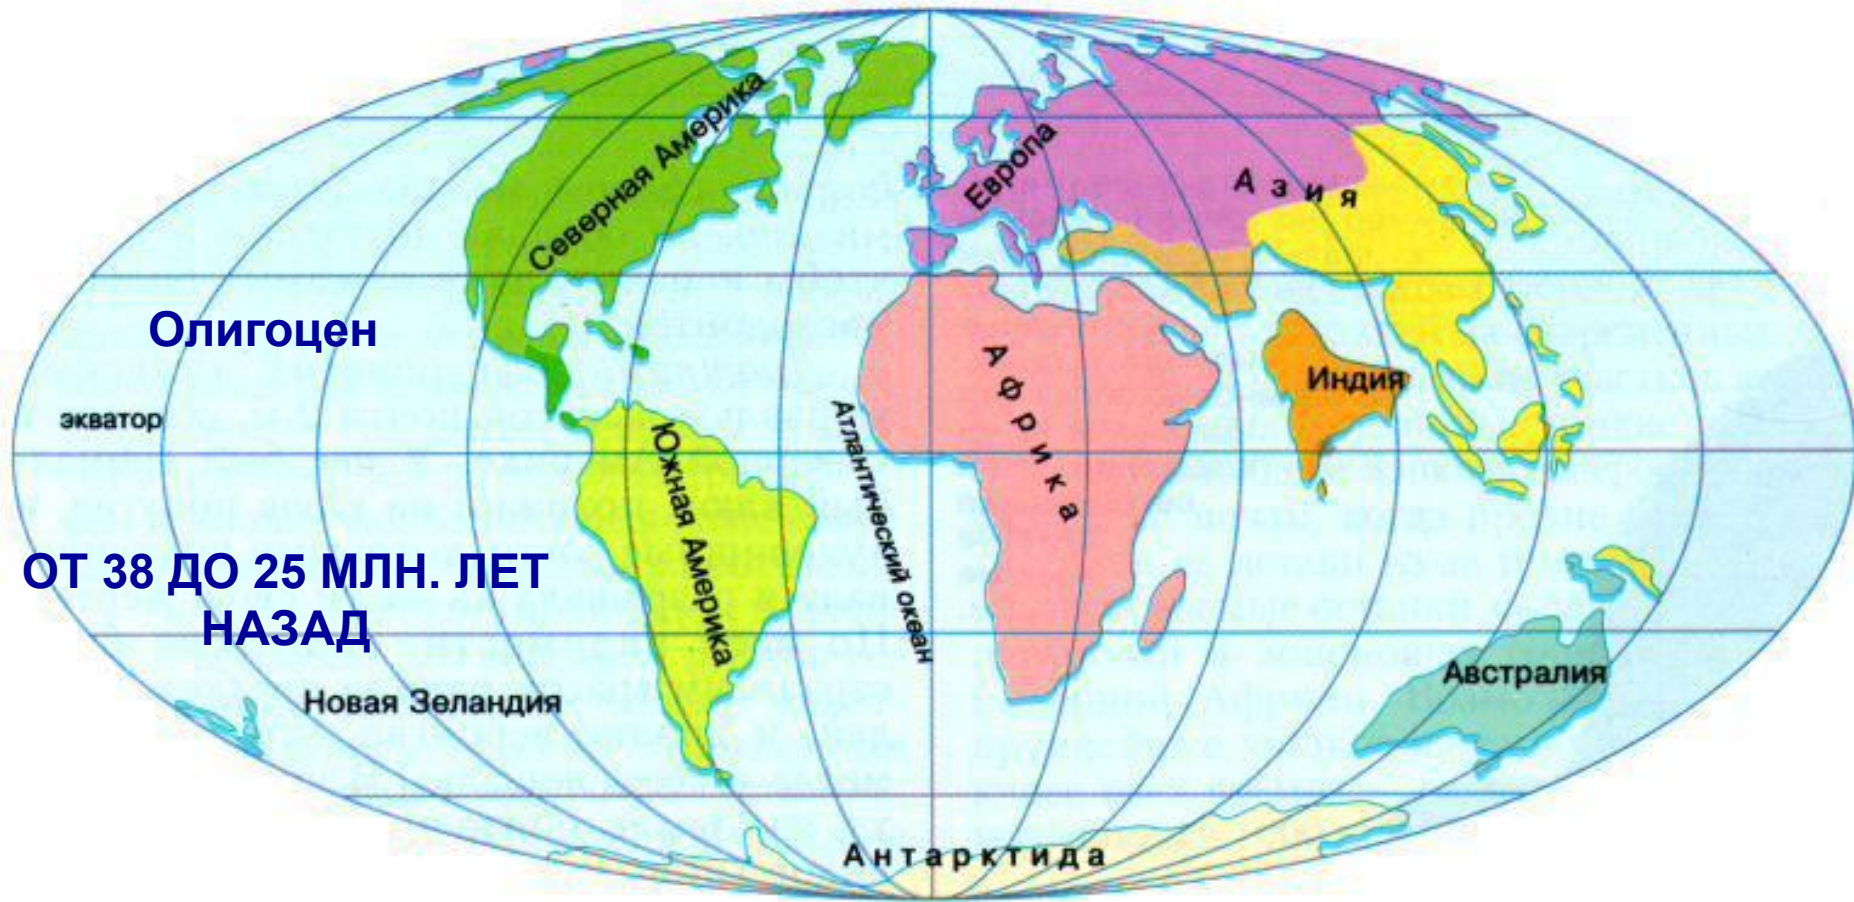 Северная Америка
Европа
Азия
Олигоцен
Индия
Африка
экватор
Атлантический океан
Южная Америка
ОТ 38 ДО 25 МЛН. ЛЕТ
НАЗАД
Австралия
Новая Зеландия
Антарктида